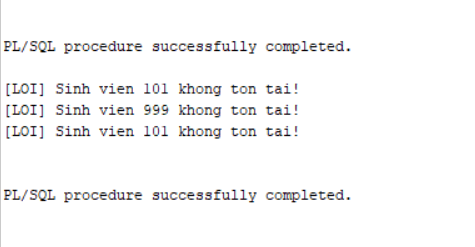 PL/SQL procedure successfully completed.
[LOI] Sinh vien 101 khong ton tai!
[LOI] Sinh vien 999 khong ton tai!
[LOI] Sinh vien 101 khong ton tai!
PL/SQL procedure successfully completed.